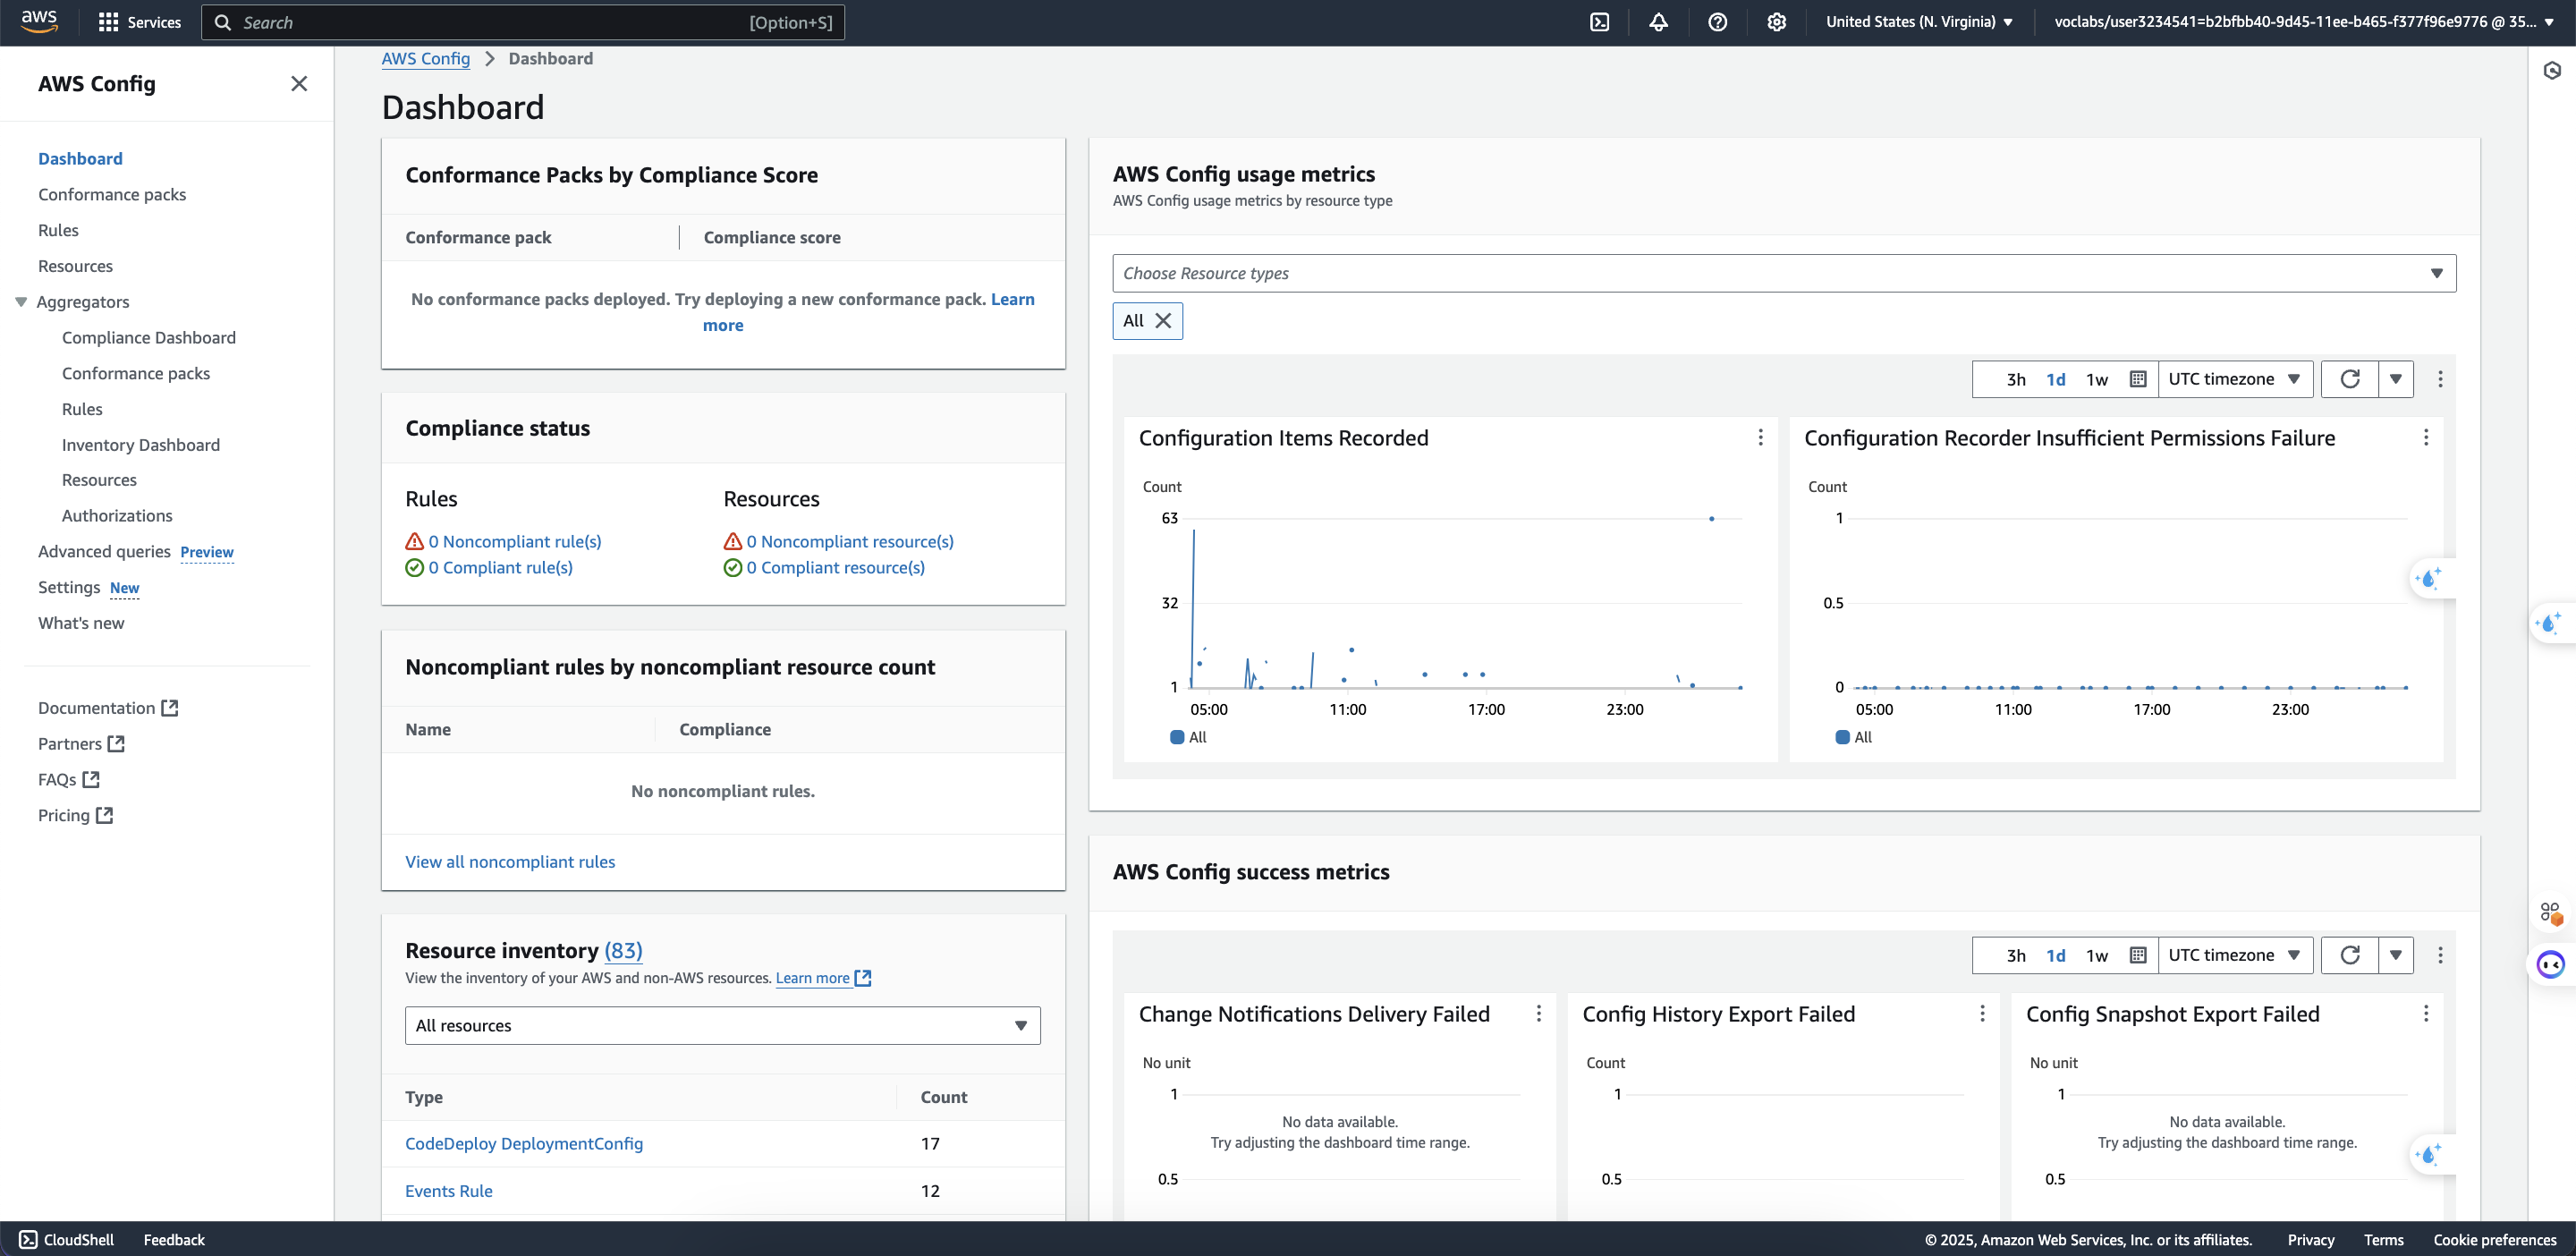 aws
Services
Search
[Option+S]
United States (N. Virginia)
voclabs/user3234541=b2bfbb40-9d45-11ee-b465-f377f96e9776 @ 35...
AWS Config
Dashboard
Conformance packs
Rules
Resources
Aggregators
Compliance Dashboard
Conformance packs
Rules
Inventory Dashboard
Resources
Authorizations
Advanced queries Preview
Settings New
What's new
Documentation
Partners
FAQs
Pricing
AWS Config > Dashboard
Dashboard
Conformance Packs by Compliance Score
Conformance pack
Compliance score
No conformance packs deployed. Try deploying a new conformance pack. Learn
more
Compliance status
Rules
Resources
0 Noncompliant rule(s)
0 Noncompliant resource(s)
0 Compliant rule(s)
0 Compliant resource(s)
Noncompliant rules by noncompliant resource count
Name
Compliance
No noncompliant rules.
View all noncompliant rules
Resource inventory (83)
View the inventory of your AWS and non-AWS resources. Learn more
All resources
Type
Count
CodeDeploy DeploymentConfig
17
Events Rule
12
AWS Config usage metrics
AWS Config usage metrics by resource type
Choose Resource types
All
3h
1d
1w
UTC timezone
Configuration Items Recorded
Count
63
32
1
05:00
11:00
17:00
23:00
All
Configuration Recorder Insufficient Permissions Failure
Count
1
0.5
0
05:00
11:00
17:00
23:00
All
AWS Config success metrics
3h
1d
1w
UTC timezone
Change Notifications Delivery Failed
No unit
1
No data available.
Try adjusting the dashboard time range.
0.5
Config History Export Failed
Count
1
0.5
Config Snapshot Export Failed
No unit
1
No data available.
Try adjusting the dashboard time range.
0.5
CloudShell
Feedback
© 2025, Amazon Web Services, Inc. or its affiliates.
Privacy
Terms
Cookie preferences